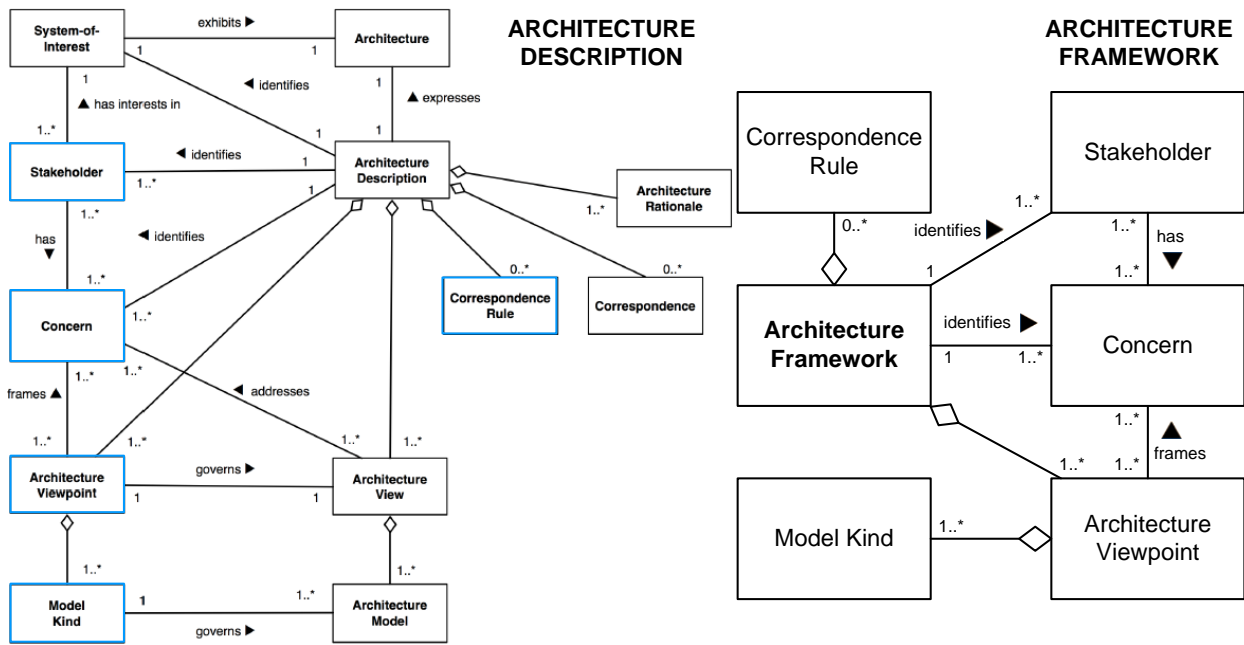 ARCHITECTURE
DESCRIPTION
System-of-
Interest
exhibits ►
1
1
Architecture
1
◄ identifies
1
▲ has interests in
▲ expresses
1..*
1
1
Stakeholder
◄ identifies
1
1..*
Architecture
Description
1
1..*
Architecture
Rationale
1..*
has
▼
◄ identifies
1..*
1..*
0..*
0..*
Concern
Correspondence
Rule
Correspondence
1..*
1..*
frames ▲
◄ addresses
1..*
1..*
1..*
1..*
Architecture
Viewpoint
governs ►
1
1
Architecture
View
1..*
1..*
Model
Kind
1
1..*
governs ►
Architecture
Model
ARCHITECTURE
FRAMEWORK
Correspondence
Rule
Stakeholder
0..*
identifies ►
1..*
1..*
has
▼
1
1..*
Architecture
Framework
identifies ►
1
1..*
Concern
1..*
▲
frames
1..*
1..*
Model Kind
1..*
Architecture
Viewpoint